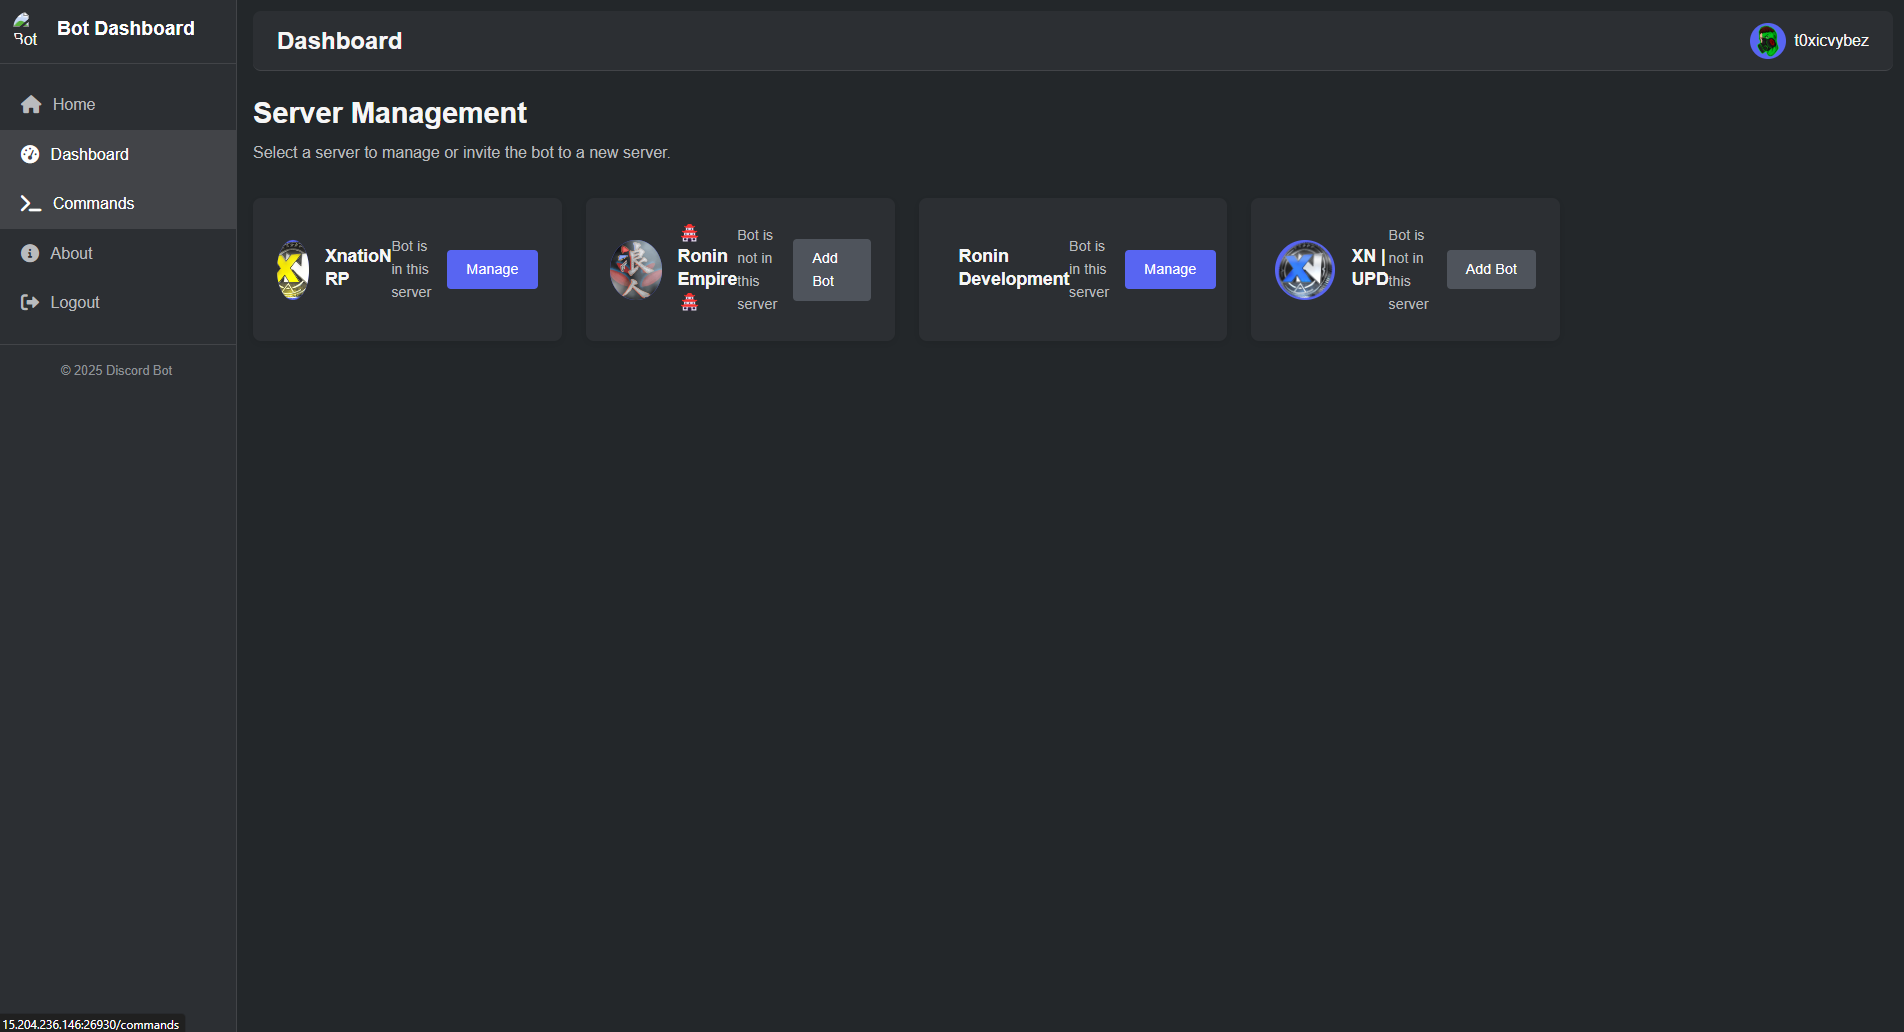 Bot
Bot Dashboard
Dashboard
t0xicvybez
Home
Dashboard
Commands
About
Logout
© 2025 Discord Bot
Server Management
Select a server to manage or invite the bot to a new server.
XnatioN
RP
Bot is
in this
server
Manage
Ronin
Empire
Bot is
not in
this
server
Add
Bot
浪
人
Ronin
Development
Bot is
in this
server
Manage
XN |
UPD
Bot is
not in
this
server
Add Bot
15.204.236.146:26930/commands